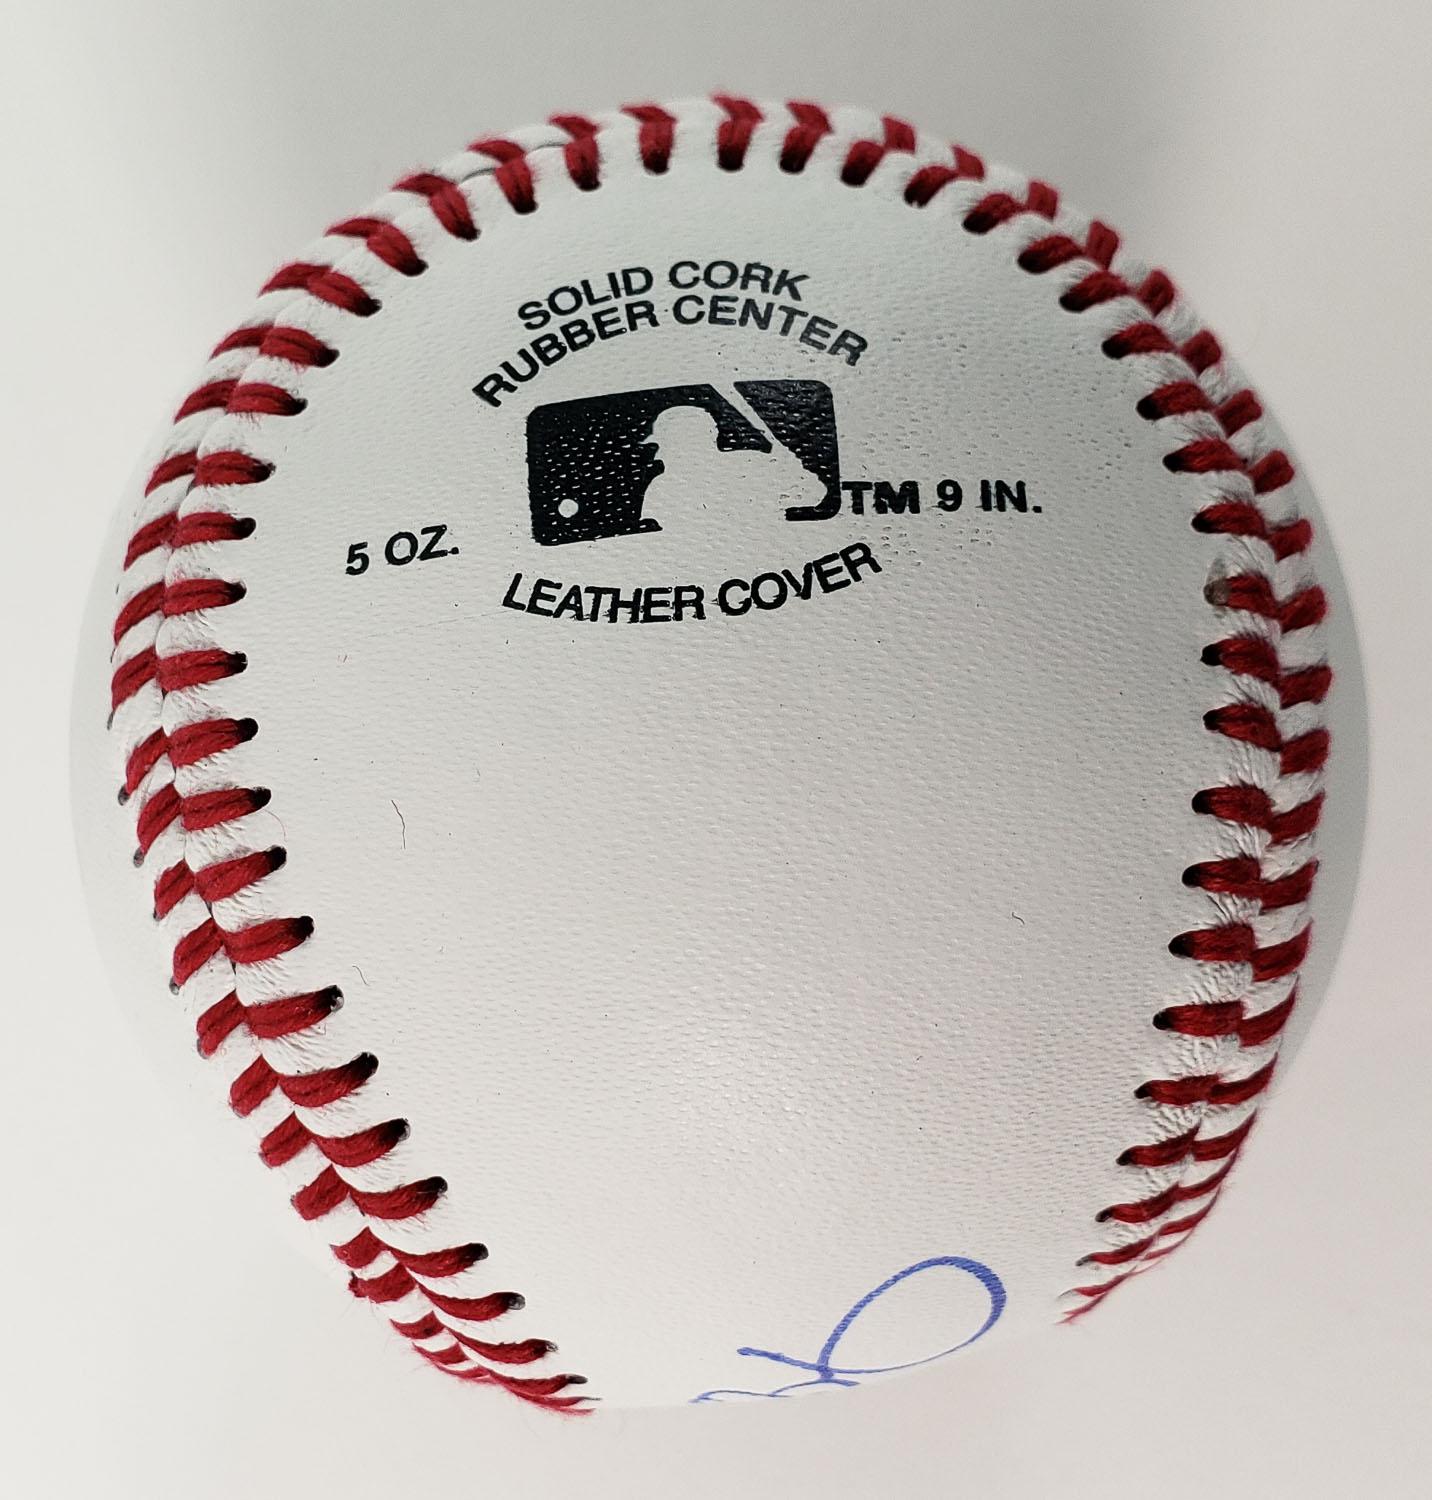 SOLID CORK
RUBBER CENTER
5 OZ.
TM 9 IN.
LEATHER COVER